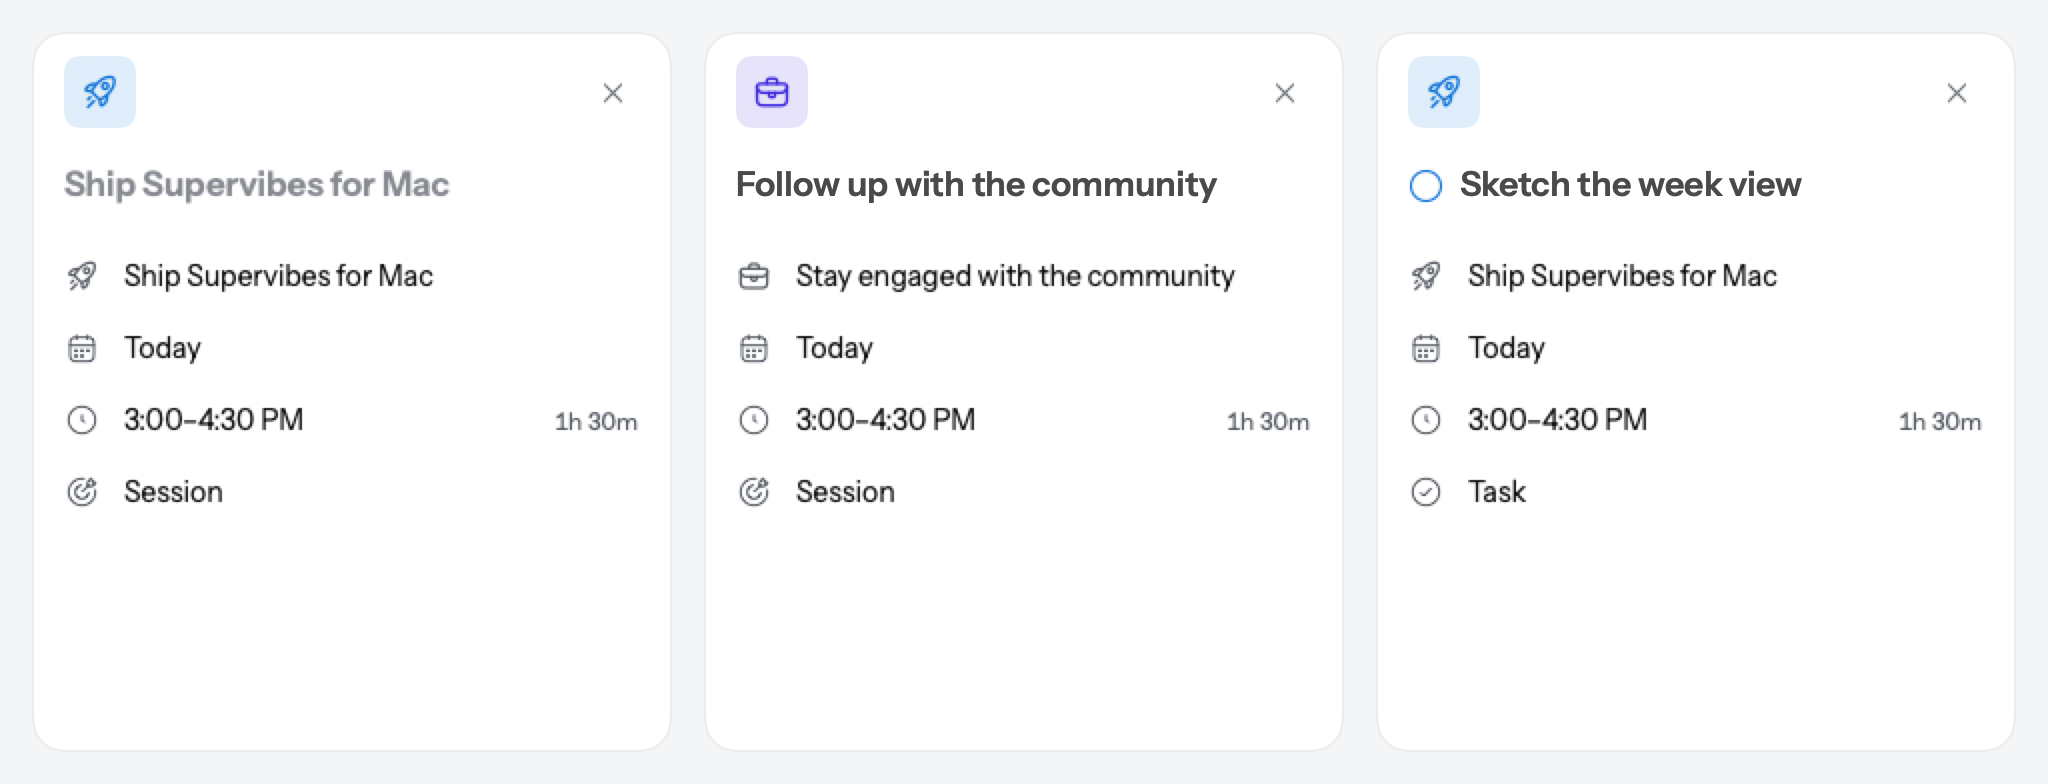 Ship Supervibes for Mac
Ship Supervibes for Mac
Today
3:00–4:30 PM 1h 30m
Session
Follow up with the community
Stay engaged with the community
Today
3:00–4:30 PM 1h 30m
Session
Sketch the week view
Ship Supervibes for Mac
Today
3:00–4:30 PM 1h 30m
Task